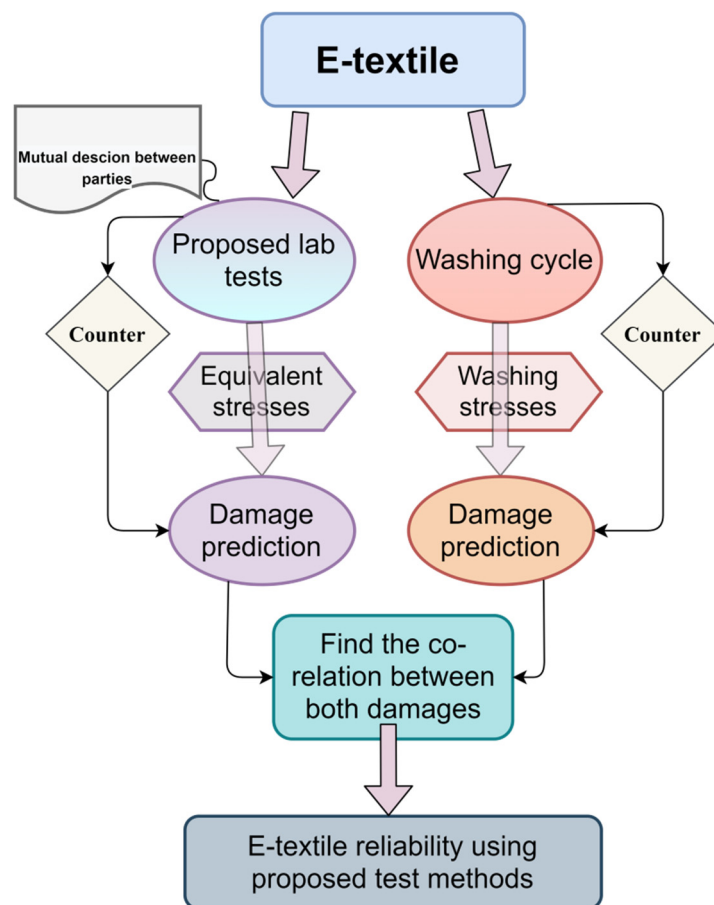 E-textile
Mutual descion between
parties
Proposed lab
tests
Washing cycle
Counter
Counter
Equivalent
stresses
Washing
stresses
Damage
prediction
Damage
prediction
Find the co-
relation between
both damages
E-textile reliability using
proposed test methods